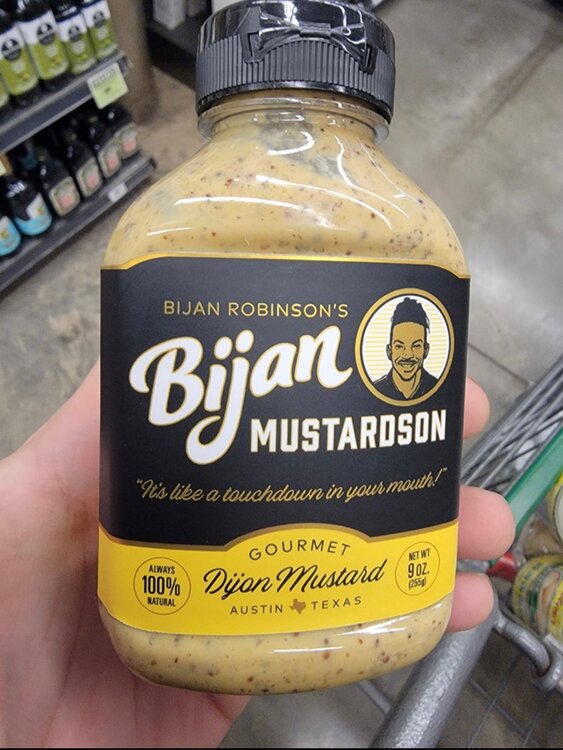 BIJAN ROBINSON'S
Bijan
MUSTARDSON
"It's like a touchdown in your mouth!"
GOURMET
Dijon Mustard
AUSTIN TEXAS
ALWAYS
100%
NATURAL
NET WT
9 OZ.
(255g)